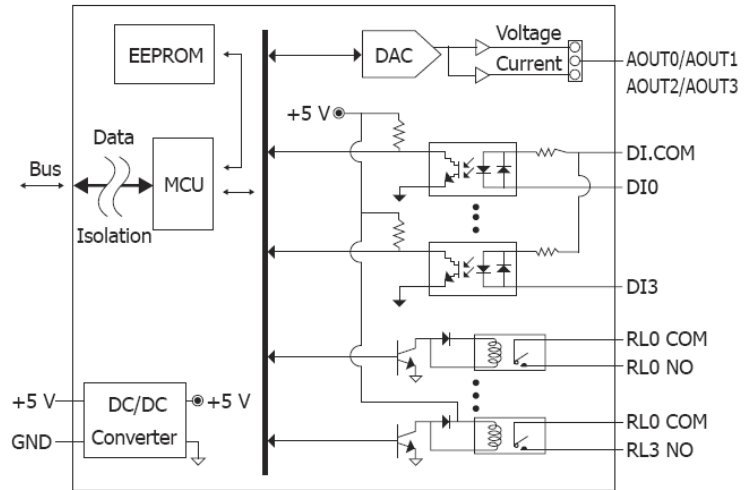 EEPROM
DAC
Voltage
Current
AOUT0/AOUT1
AOUT2/AOUT3
+5 V
Data
Bus
MCU
Isolation
DI.COM
DI0
DI3
RL0 COM
RL0 NO
+5 V
DC/DC
Converter
+5 V
GND
RL0 COM
RL3 NO